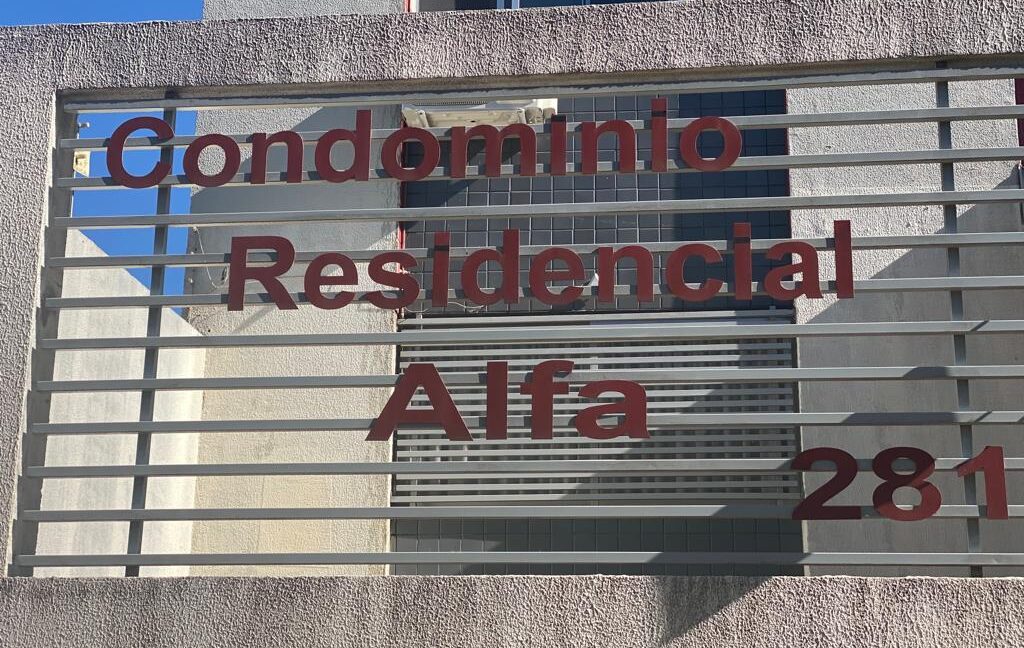 Condominio
Residencial
Alfa
281